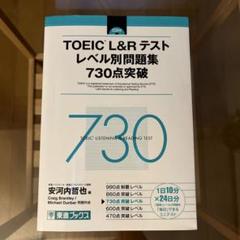 TOEIC® L&R テスト
レベル別問題集
730点突破
730
TOEIC LISTENING & READING TEST
安河内哲也
Craig Brantley /
990点 制覇レベル
860点 突破レベル
730点 突破レベル
600点 突破レベル
470点 突破レベル
1日10分
×24日分
東進ブックス